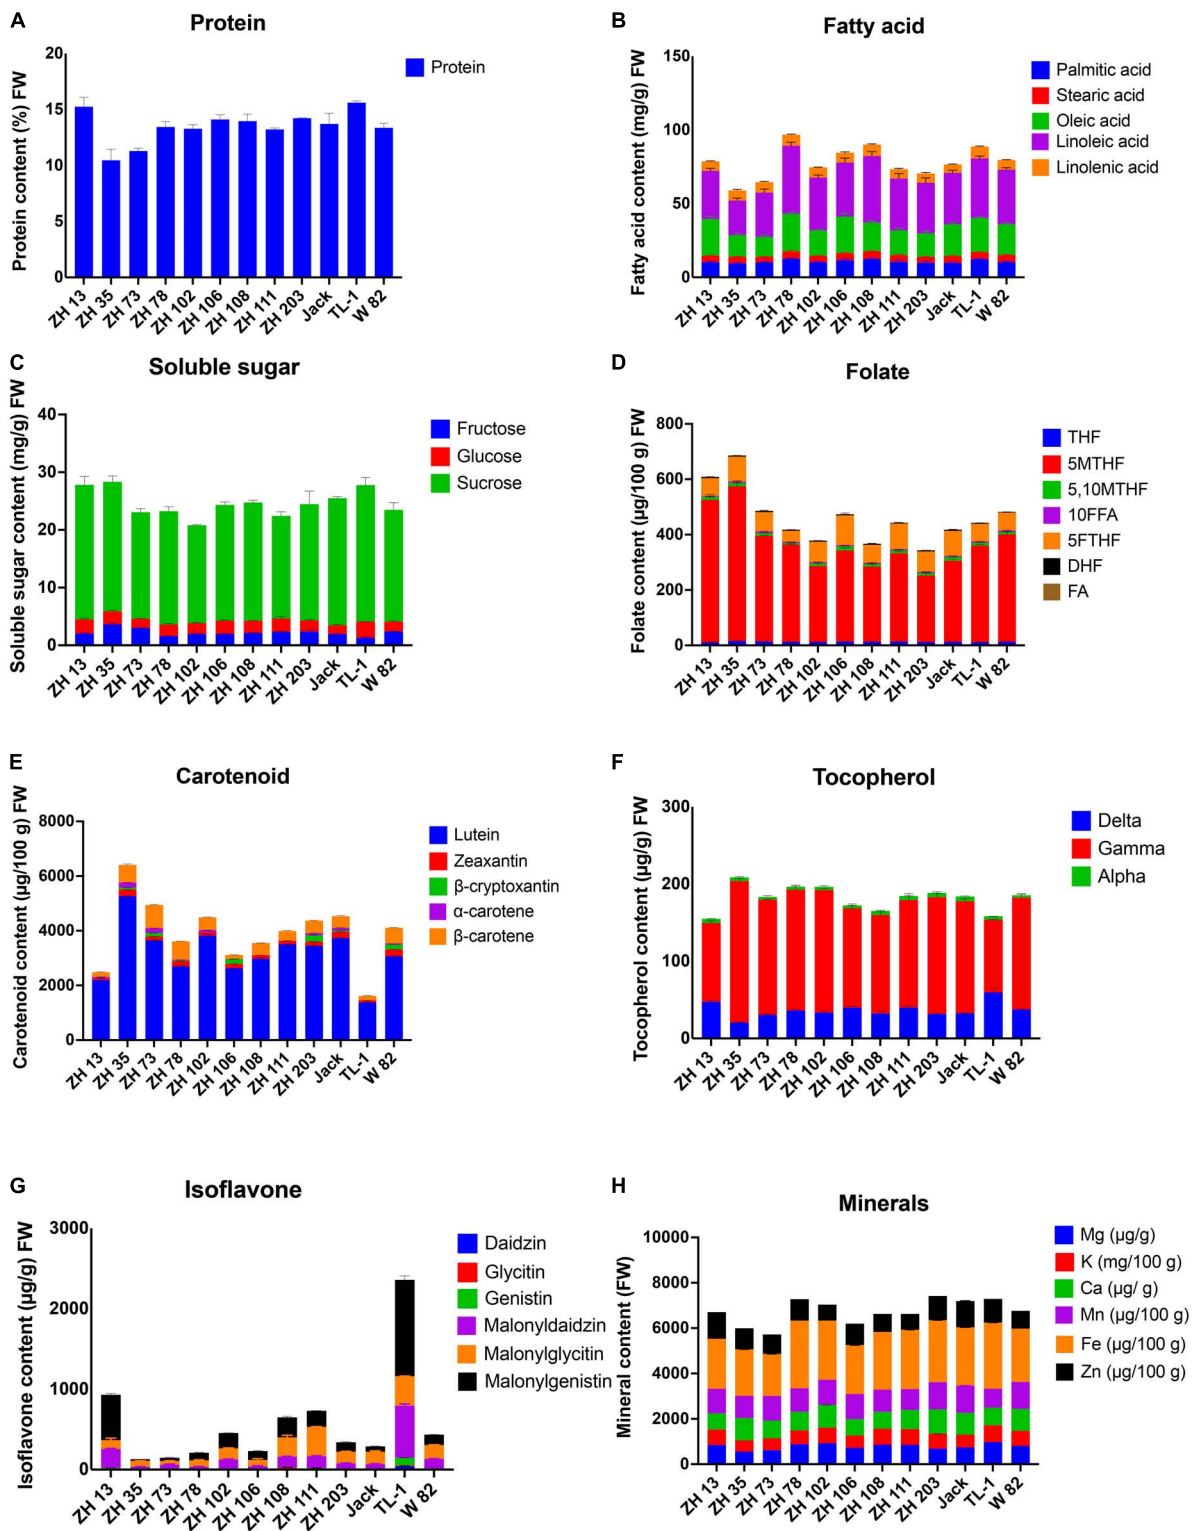 A
Protein
Protein content (%) FW
20
15
10
5
0
ZH 13
ZH 35
ZH 73
ZH 78
ZH 102
ZH 106
ZH 108
ZH 111
ZH 203
Jack
TL-1
W 82
Protein
B
Fatty acid
Fatty acid content (mg/g) FW
150
100
50
0
ZH 13
ZH 35
ZH 73
ZH 78
ZH 102
ZH 106
ZH 108
ZH 111
ZH 203
Jack
TL-1
W 82
Palmitic acid
Stearic acid
Oleic acid
Linoleic acid
Linolenic acid
C
Soluble sugar
Soluble sugar content (mg/g) FW
40
30
20
10
0
ZH 13
ZH 35
ZH 73
ZH 78
ZH 102
ZH 106
ZH 108
ZH 111
ZH 203
Jack
TL-1
W 82
Fructose
Glucose
Sucrose
D
Folate
Folate content (µg/100 g) FW
800
600
400
200
0
ZH 13
ZH 35
ZH 73
ZH 78
ZH 102
ZH 106
ZH 108
ZH 111
ZH 203
Jack
TL-1
W 82
THF
5MTHF
5,10MTHF
10FFA
5FTHF
DHF
FA
E
Carotenoid
Carotenoid content (µg/100 g) FW
8000
6000
4000
2000
0
ZH 13
ZH 35
ZH 73
ZH 78
ZH 102
ZH 106
ZH 108
ZH 111
ZH 203
Jack
TL-1
W 82
Lutein
Zeaxantin
β-cryptoxantin
α-carotene
β-carotene
F
Tocopherol
Tocopherol content (µg/g) FW
300
200
100
0
ZH 13
ZH 35
ZH 73
ZH 78
ZH 102
ZH 106
ZH 108
ZH 111
ZH 203
Jack
TL-1
W 82
Delta
Gamma
Alpha
G
Isoflavone
Isoflavone content (µg/g) FW
3000
2000
1000
0
ZH 13
ZH 35
ZH 73
ZH 78
ZH 102
ZH 106
ZH 108
ZH 111
ZH 203
Jack
TL-1
W 82
Daidzin
Glycitin
Genistin
Malonyldaidzin
Malonylglycitin
Malonylgenistin
H
Minerals
Mineral content (FW)
10000
8000
6000
4000
2000
0
ZH 13
ZH 35
ZH 73
ZH 78
ZH 102
ZH 106
ZH 108
ZH 111
ZH 203
Jack
TL-1
W 82
Mg (µg/g)
K (mg/100 g)
Ca (µg/ g)
Mn (µg/100 g)
Fe (µg/100 g)
Zn (µg/100 g)